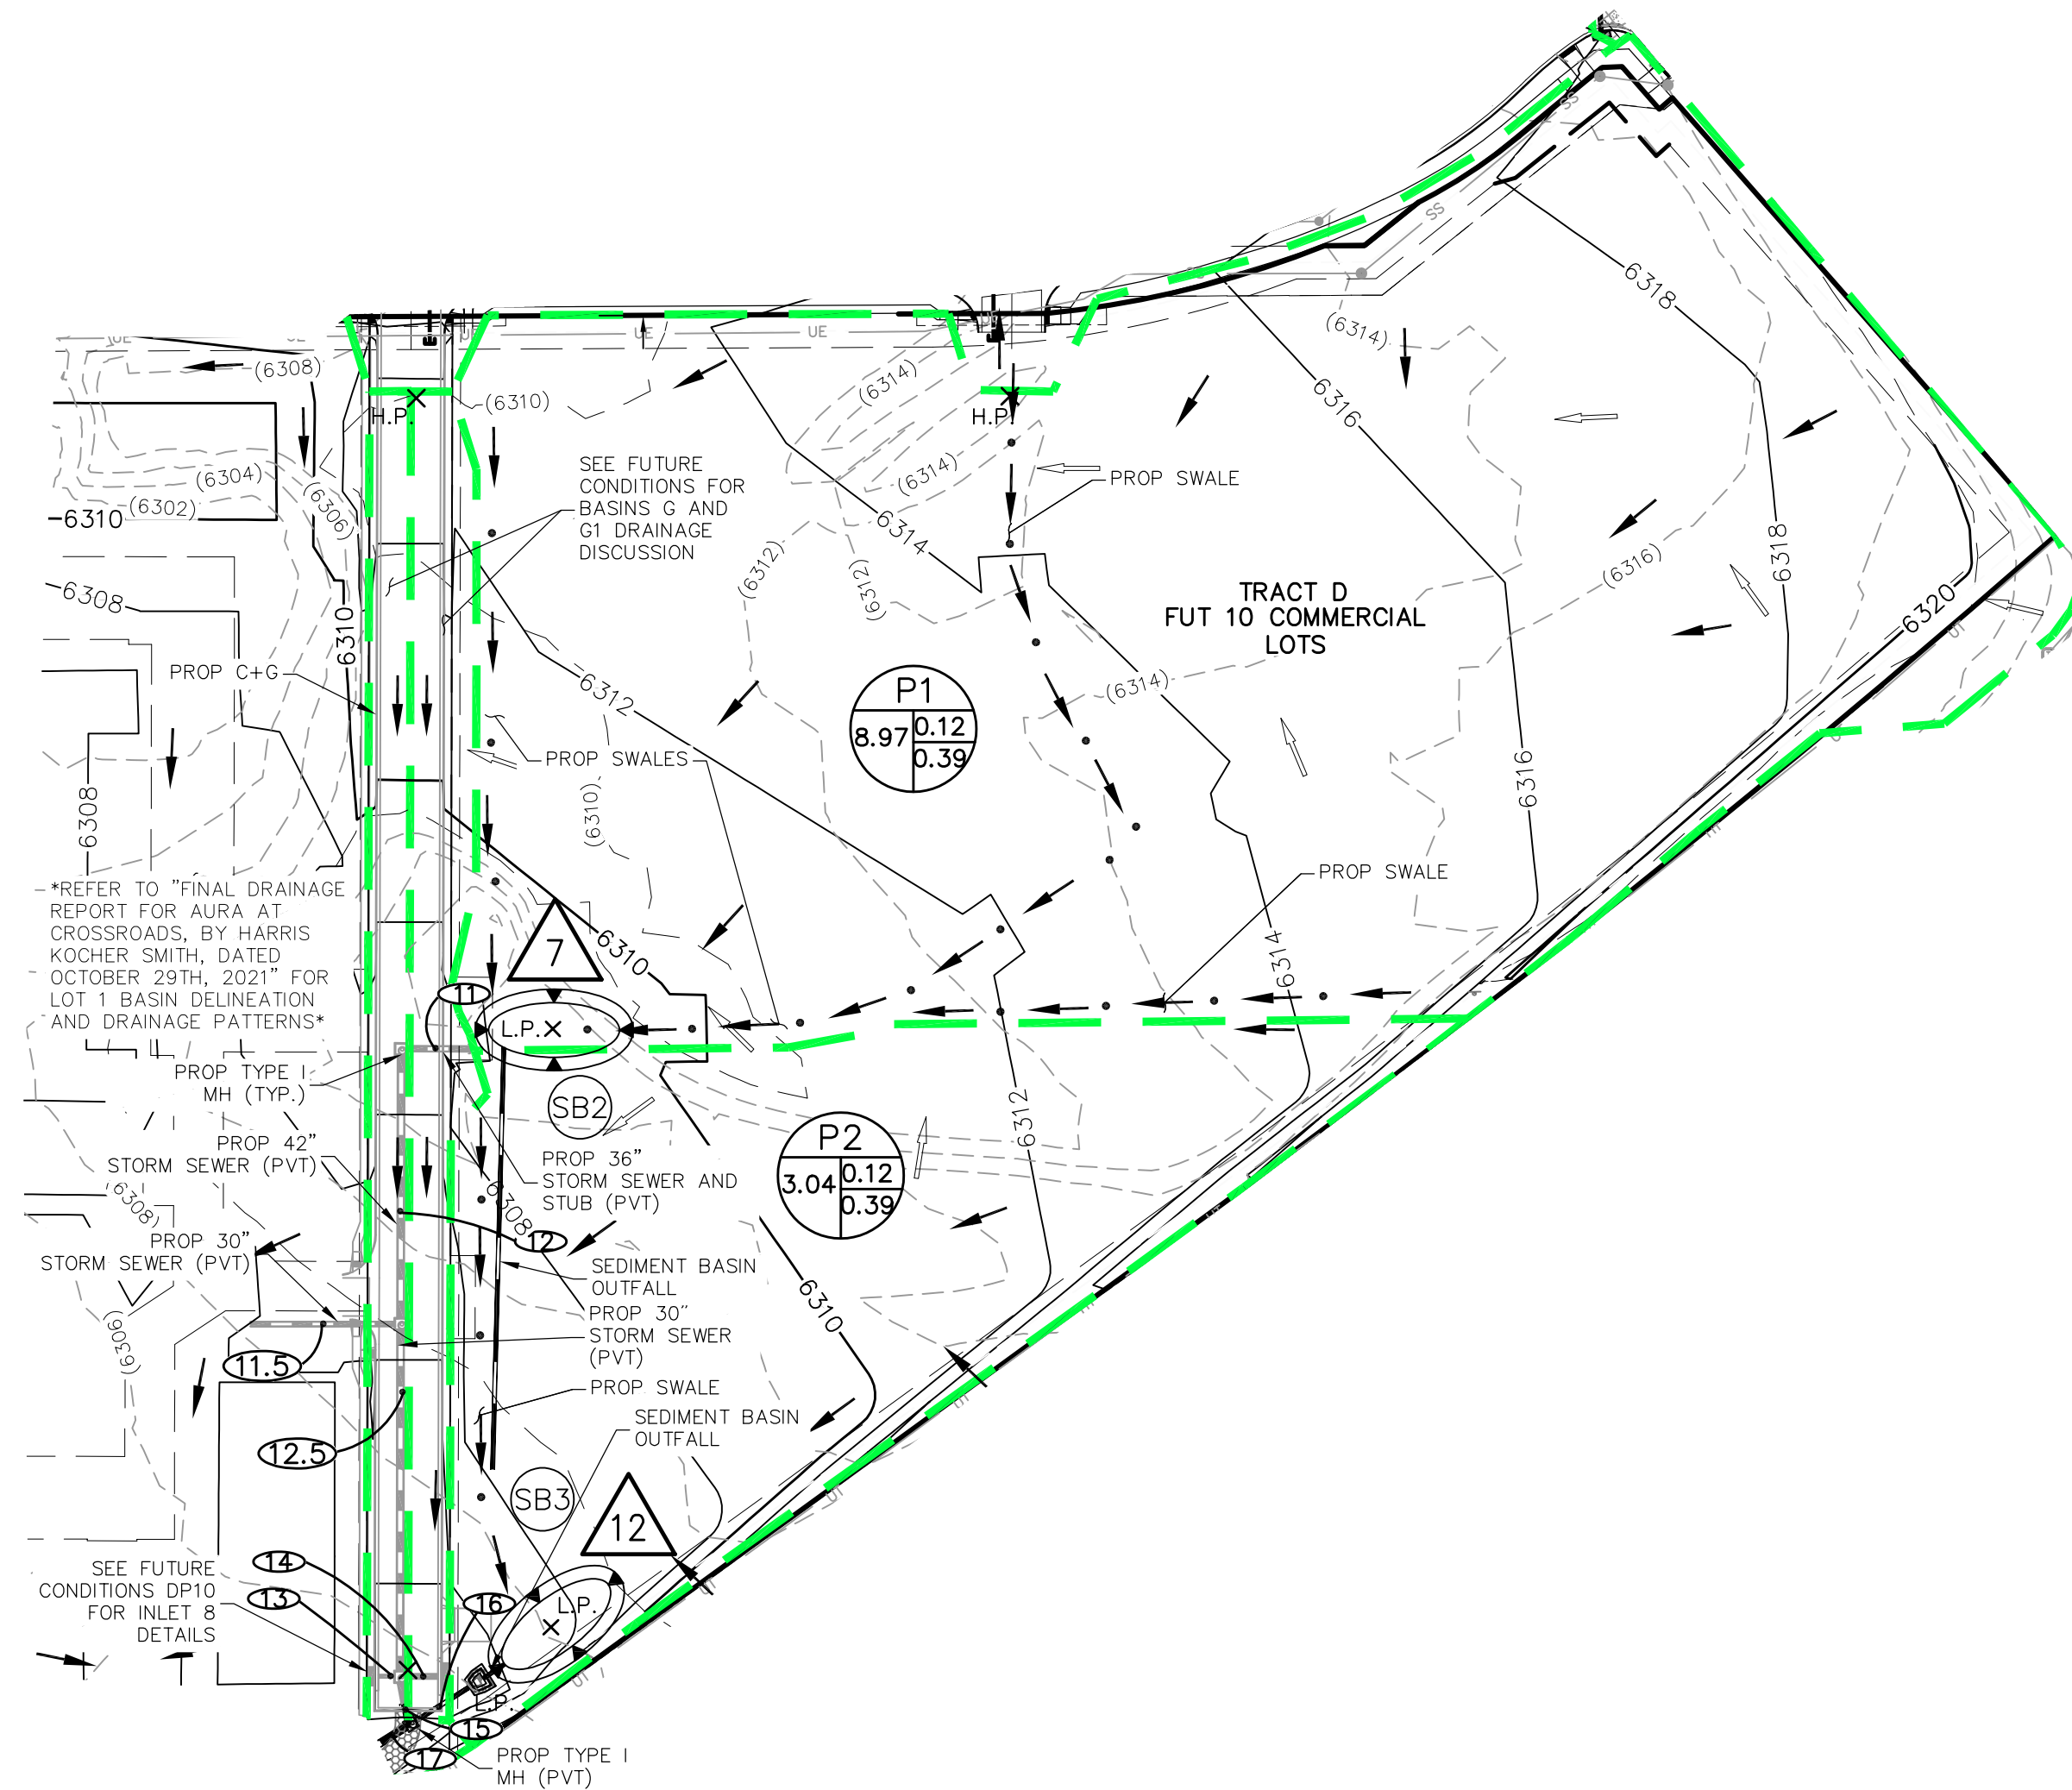 SS
SS
6318
(6314)
UE
UE
UE
UE
(6308)
(6314)
6316
(6310)
H.P.
H.P.
SEE FUTURE
CONDITIONS FOR
BASINS G AND
G1 DRAINAGE
DISCUSSION
(6304)
(6302)
(6306)
6310
(6314)
PROP SWALE
6314
6318
(6312)
(6312)
(6316)
TRACT D
FUT 10 COMMERCIAL
LOTS
6308
6310
6320
PROP C+G
6312
P1
8.97
0.12
0.39
(6314)
PROP SWALES
6308
(6310)
6316
PROP SWALE
*REFER TO "FINAL DRAINAGE
REPORT FOR AURA AT
CROSSROADS, BY HARRIS
KOCHER SMITH, DATED
OCTOBER 29TH, 2021" FOR
LOT 1 BASIN DELINEATION
AND DRAINAGE PATTERNS*
7
6310
6314
11
L.P.
PROP TYPE I
MH (TYP.)
SB2
6312
P2
3.04
0.12
0.39
PROP 42"
STORM SEWER (PVT)
PROP 36"
STORM SEWER AND
STUB (PVT)
(6308)
6308
12
PROP 30"
STORM SEWER (PVT)
SEDIMENT BASIN
OUTFALL
6310
PROP 30"
STORM SEWER
(PVT)
(6306)
11.5
PROP SWALE
SEDIMENT BASIN
OUTFALL
12.5
SB3
12
SEE FUTURE
CONDITIONS DP10
FOR INLET 8
DETAILS
14
13
16
L.P.
L.P.
15
17
PROP TYPE I
MH (PVT)